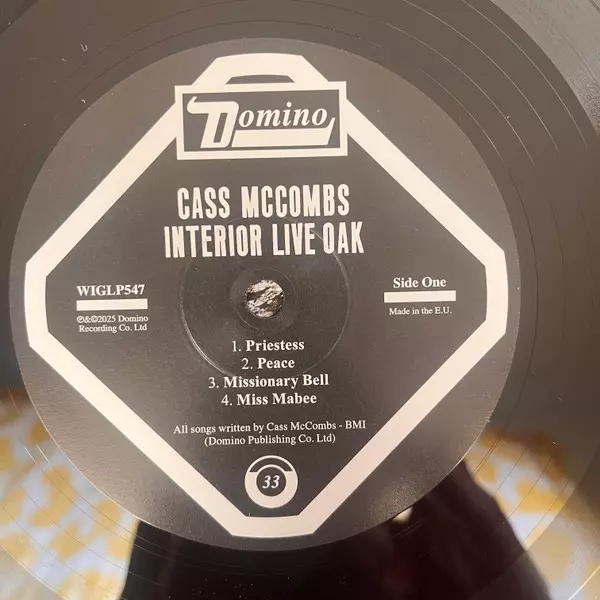 Domino
CASS MCCOMBS
INTERIOR LIVE OAK
WIGLP547
℗&©2025 Domino
Recording Co. Ltd
Side One
Made in the E.U.
1. Priestess
2. Peace
3. Missionary Bell
4. Miss Mabee
All songs written by Cass McCombs - BMI
(Domino Publishing Co. Ltd)
33